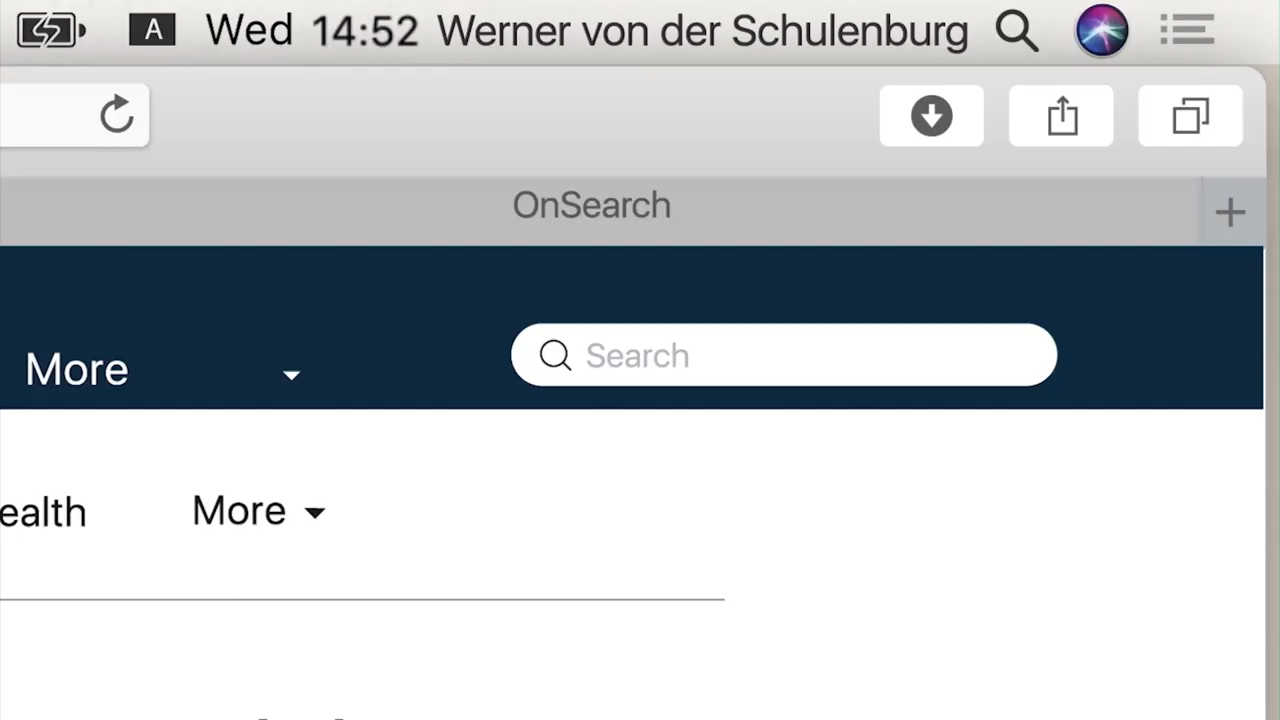 A Wed 14:52 Werner von der Schulenburg
OnSearch
More
Search
ealth
More